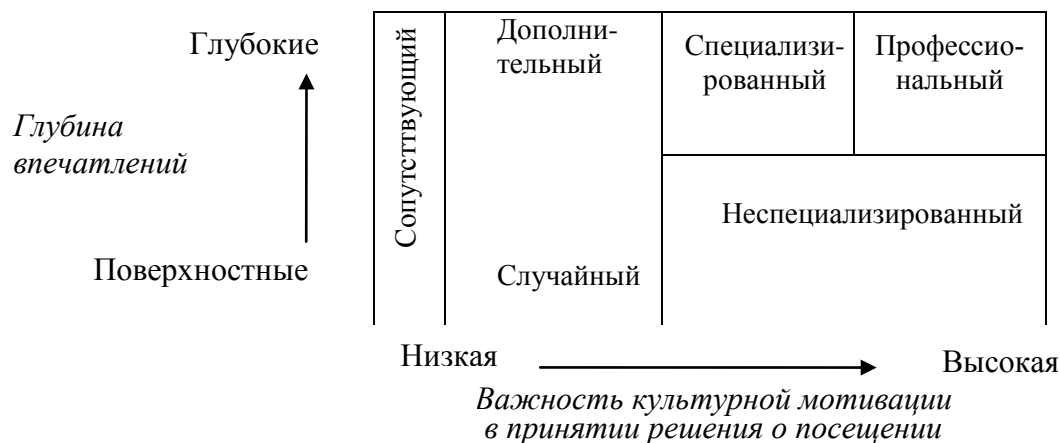 Глубокие
Глубина
впечатлений
Поверхностные
Сопутсттвующий
Дополни-
тельный
Случайный
Специализи-
рованный
Профессио-
нальный
Неспециализированный
Низкая
Высокая
Важность культурной мотивации
в принятии решения о посещении